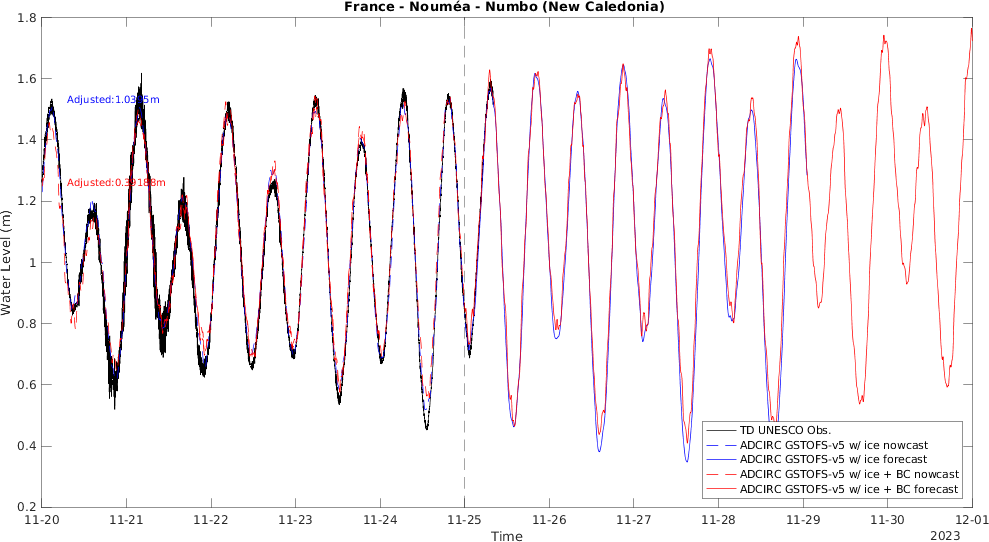 France - Nouméa - Numbo (New Caledonia)
1.8
1.6
1.4
1.2
1
0.8
0.6
0.4
0.2
Water Level (m)
Adjusted:
Adjusted:
TD UNESCO Obs.
ADCIRC GSTOFS-v5 w/ ice nowcast
ADCIRC GSTOFS-v5 w/ ice forecast
ADCIRC GSTOFS-v5 w/ ice + BC nowcast
ADCIRC GSTOFS-v5 w/ ice + BC forecast
11-20 11-21 11-22 11-23 11-24 11-25 11-26 11-27 11-28 11-29 11-30 12-01
Time
2023